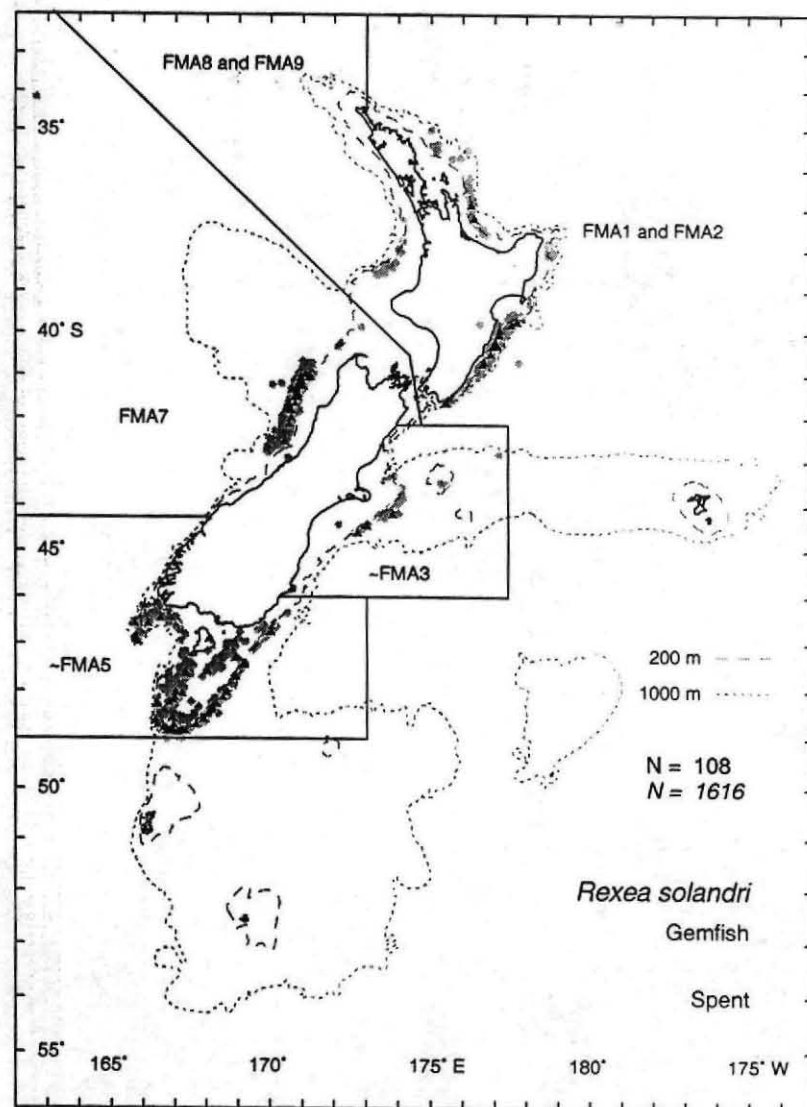 FMA8 and FMA9
35°
FMA1 and FMA2
40° S
FMA7
45°
~FMA3
~FMA5
200 m
1000 m
N = 108
N = 1616
50°
Rexea solandri
Gemfish
Spent
55°
165° 170° 175° E 180° 175° W